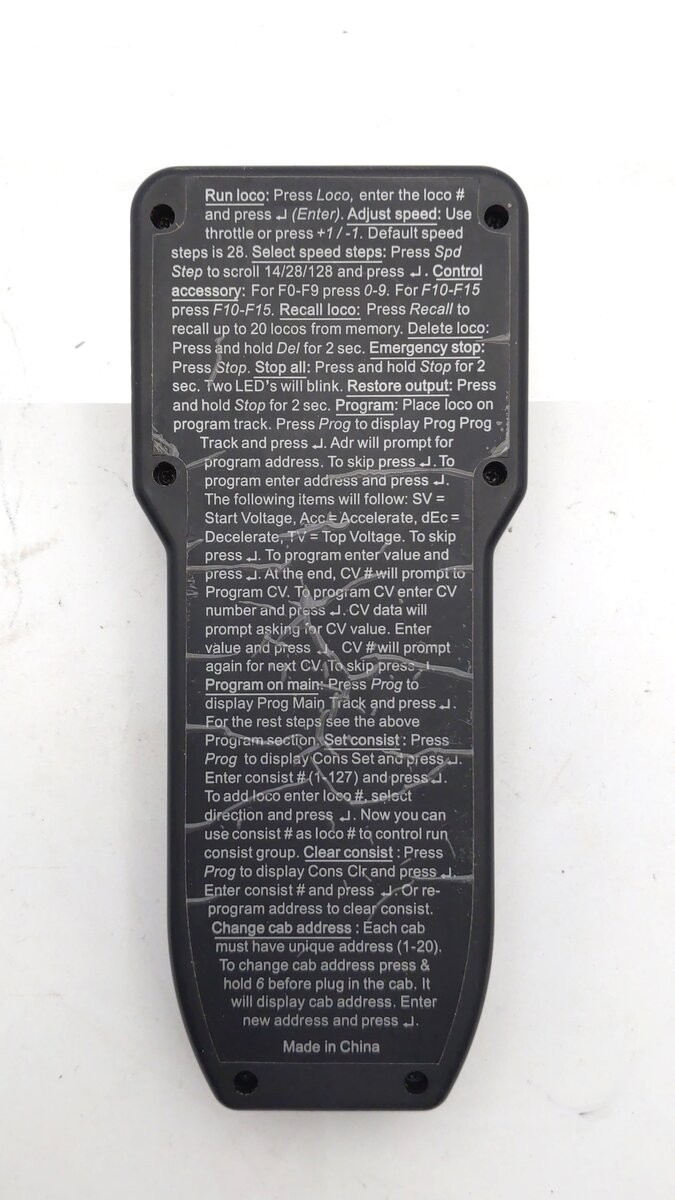 Run loco: Press Loco, enter the loco #
and press ↵ (Enter). Adjust speed: Use
throttle or press +1 / -1. Default speed
steps is 28. Select speed steps: Press Spd
Step to scroll 14/28/128 and press ↵ . Control
accessory: For F0-F9 press 0-9. For F10-F15
press F10-F15. Recall loco: Press Recall to
recall up to 20 locos from memory. Delete loco:
Press and hold Del for 2 sec. Emergency stop:
Press Stop. Stop all: Press and hold Stop for 2
sec. Two LED's will blink. Restore output: Press
and hold Stop for 2 sec. Program: Place loco on
program track. Press Prog to display Prog Prog
Track and press ↵. Adr will prompt for
program address. To skip press ↵. To
program enter address and press ↵.
The following items will follow: SV =
Start Voltage, Acc = Accelerate, dEc =
Decelerate, TV = Top Voltage. To skip
press ↵. To program enter value and
press ↵. At the end, CV # will prompt to
Program CV. To program CV enter CV
number and press ↵. CV data will
prompt asking for CV value. Enter
value and press ↵. CV # will prompt
again for next CV. To skip press ↵
Program on main: Press Prog to
display Prog Main Track and press ↵.
For the rest steps see the above
Program section. Set consist : Press
Prog to display Cons Set and press ↵.
Enter consist # (1-127) and press ↵.
To add loco enter loco #, select
direction and press ↵. Now you can
use consist # as loco # to control run
consist group. Clear consist : Press
Prog to display Cons Clr and press ↵.
Enter consist # and press ↵. Or re-
program address to clear consist.
Change cab address : Each cab
must have unique address (1-20).
To change cab address press &
hold 6 before plug in the cab. It
will display cab address. Enter
new address and press ↵.
Made in China